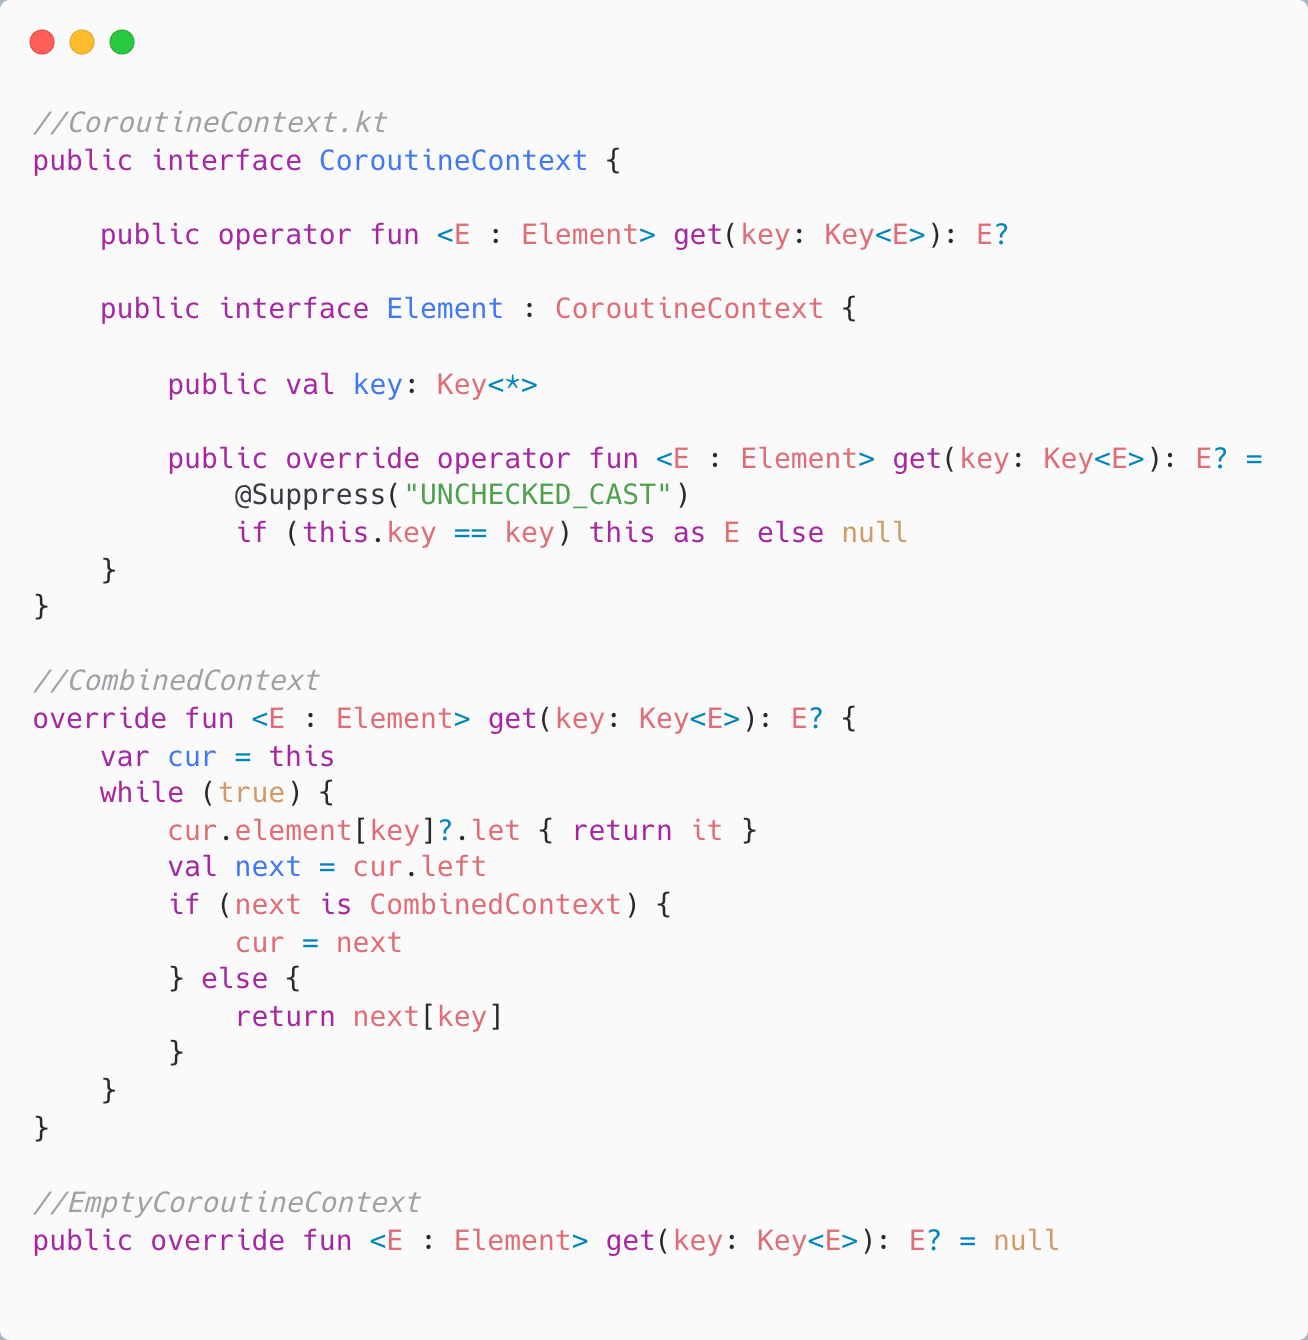 //CoroutineContext.kt
public interface CoroutineContext {
    public operator fun <E : Element> get(key: Key<E>): E?
    public interface Element : CoroutineContext {
        public val key: Key<*>
        public override operator fun <E : Element> get(key: Key<E>): E? =
            @Suppress("UNCHECKED_CAST")
            if (this.key == key) this as E else null
    }
}
//CombinedContext
override fun <E : Element> get(key: Key<E>): E? {
    var cur = this
    while (true) {
        cur.element[key]?.let { return it }
        val next = cur.left
        if (next is CombinedContext) {
            cur = next
        } else {
            return next[key]
        }
    }
}
//EmptyCoroutineContext
public override fun <E : Element> get(key: Key<E>): E? = null